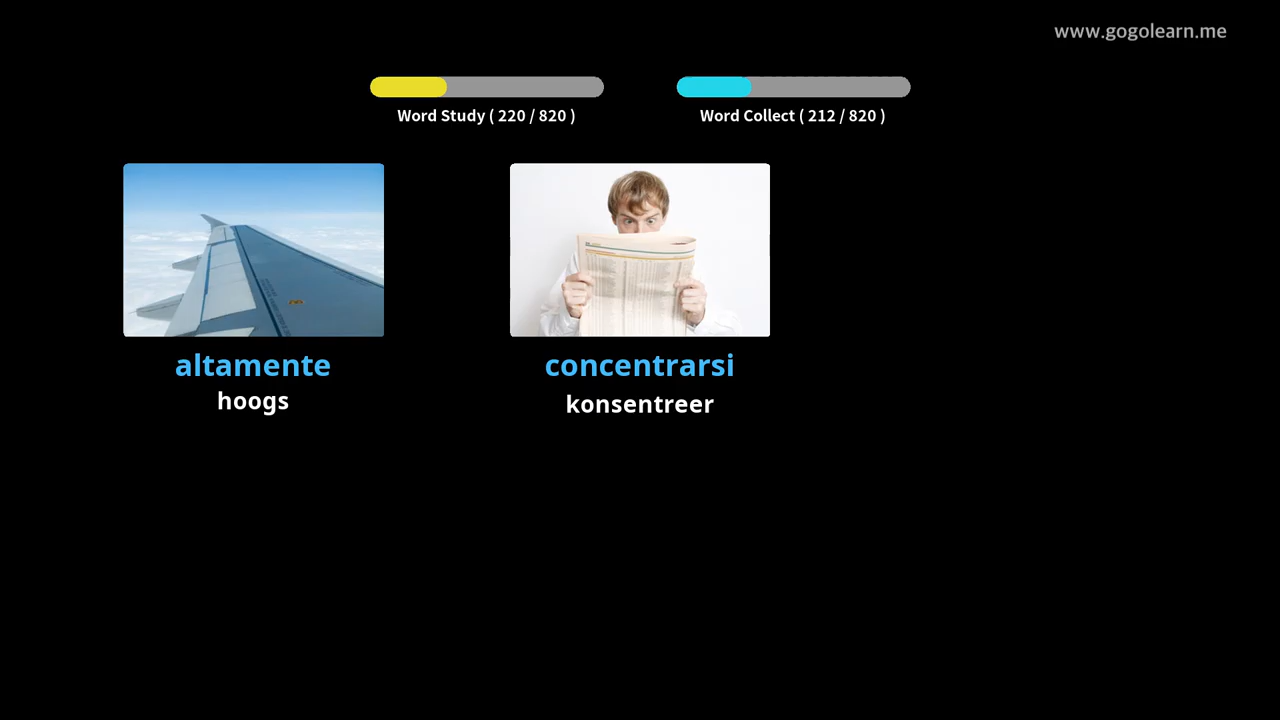 www.gogolearn.me
Word Study ( 220 / 820 )
Word Collect ( 212 / 820 )
altamente
hoogs
concentrarsi
konsentreer